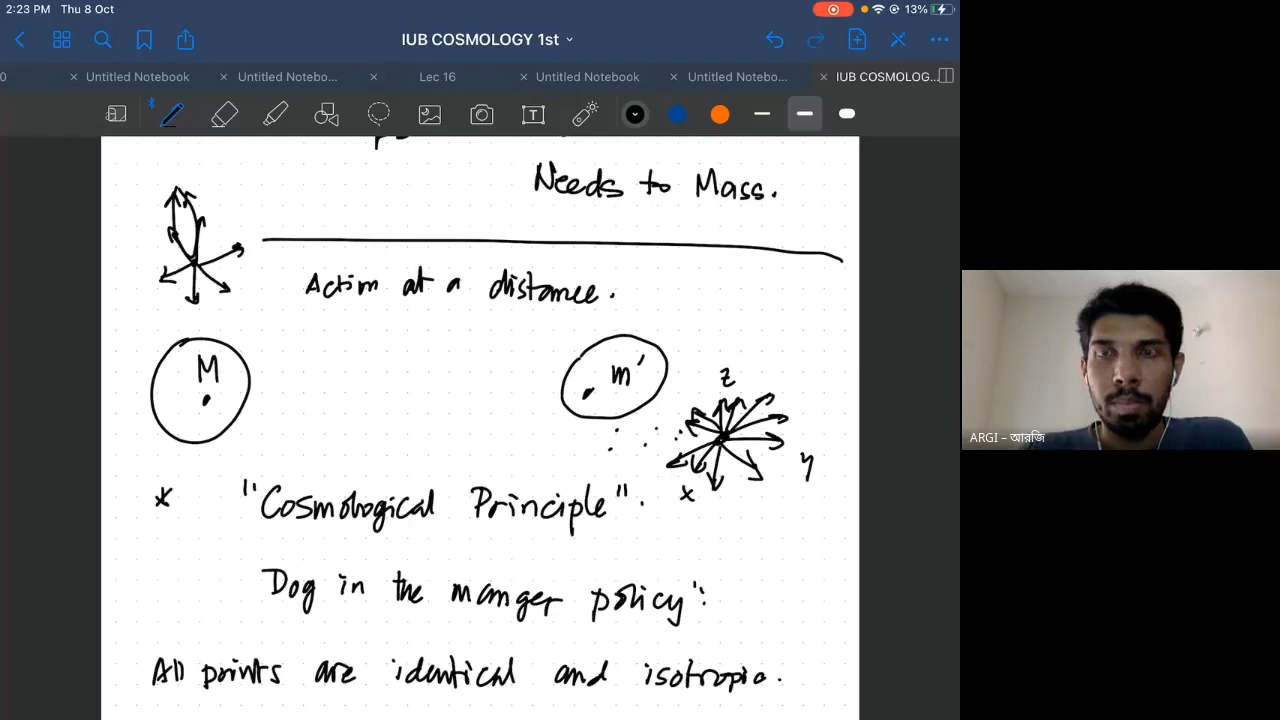 2:23 PM Thu 8 Oct
13%
IUB COSMOLOGY 1st
0
Untitled Notebook
Untitled Notebo...
Lec 16
Untitled Notebook
Untitled Notebo...
IUB COSMOLOG...
T
Needs to Mass.
Action at a distance.
M
m'
z
y
x
* "Cosmological Principle".
Dog in the manger policy":
All points are identical and isotropic.
ARGI – আরজি